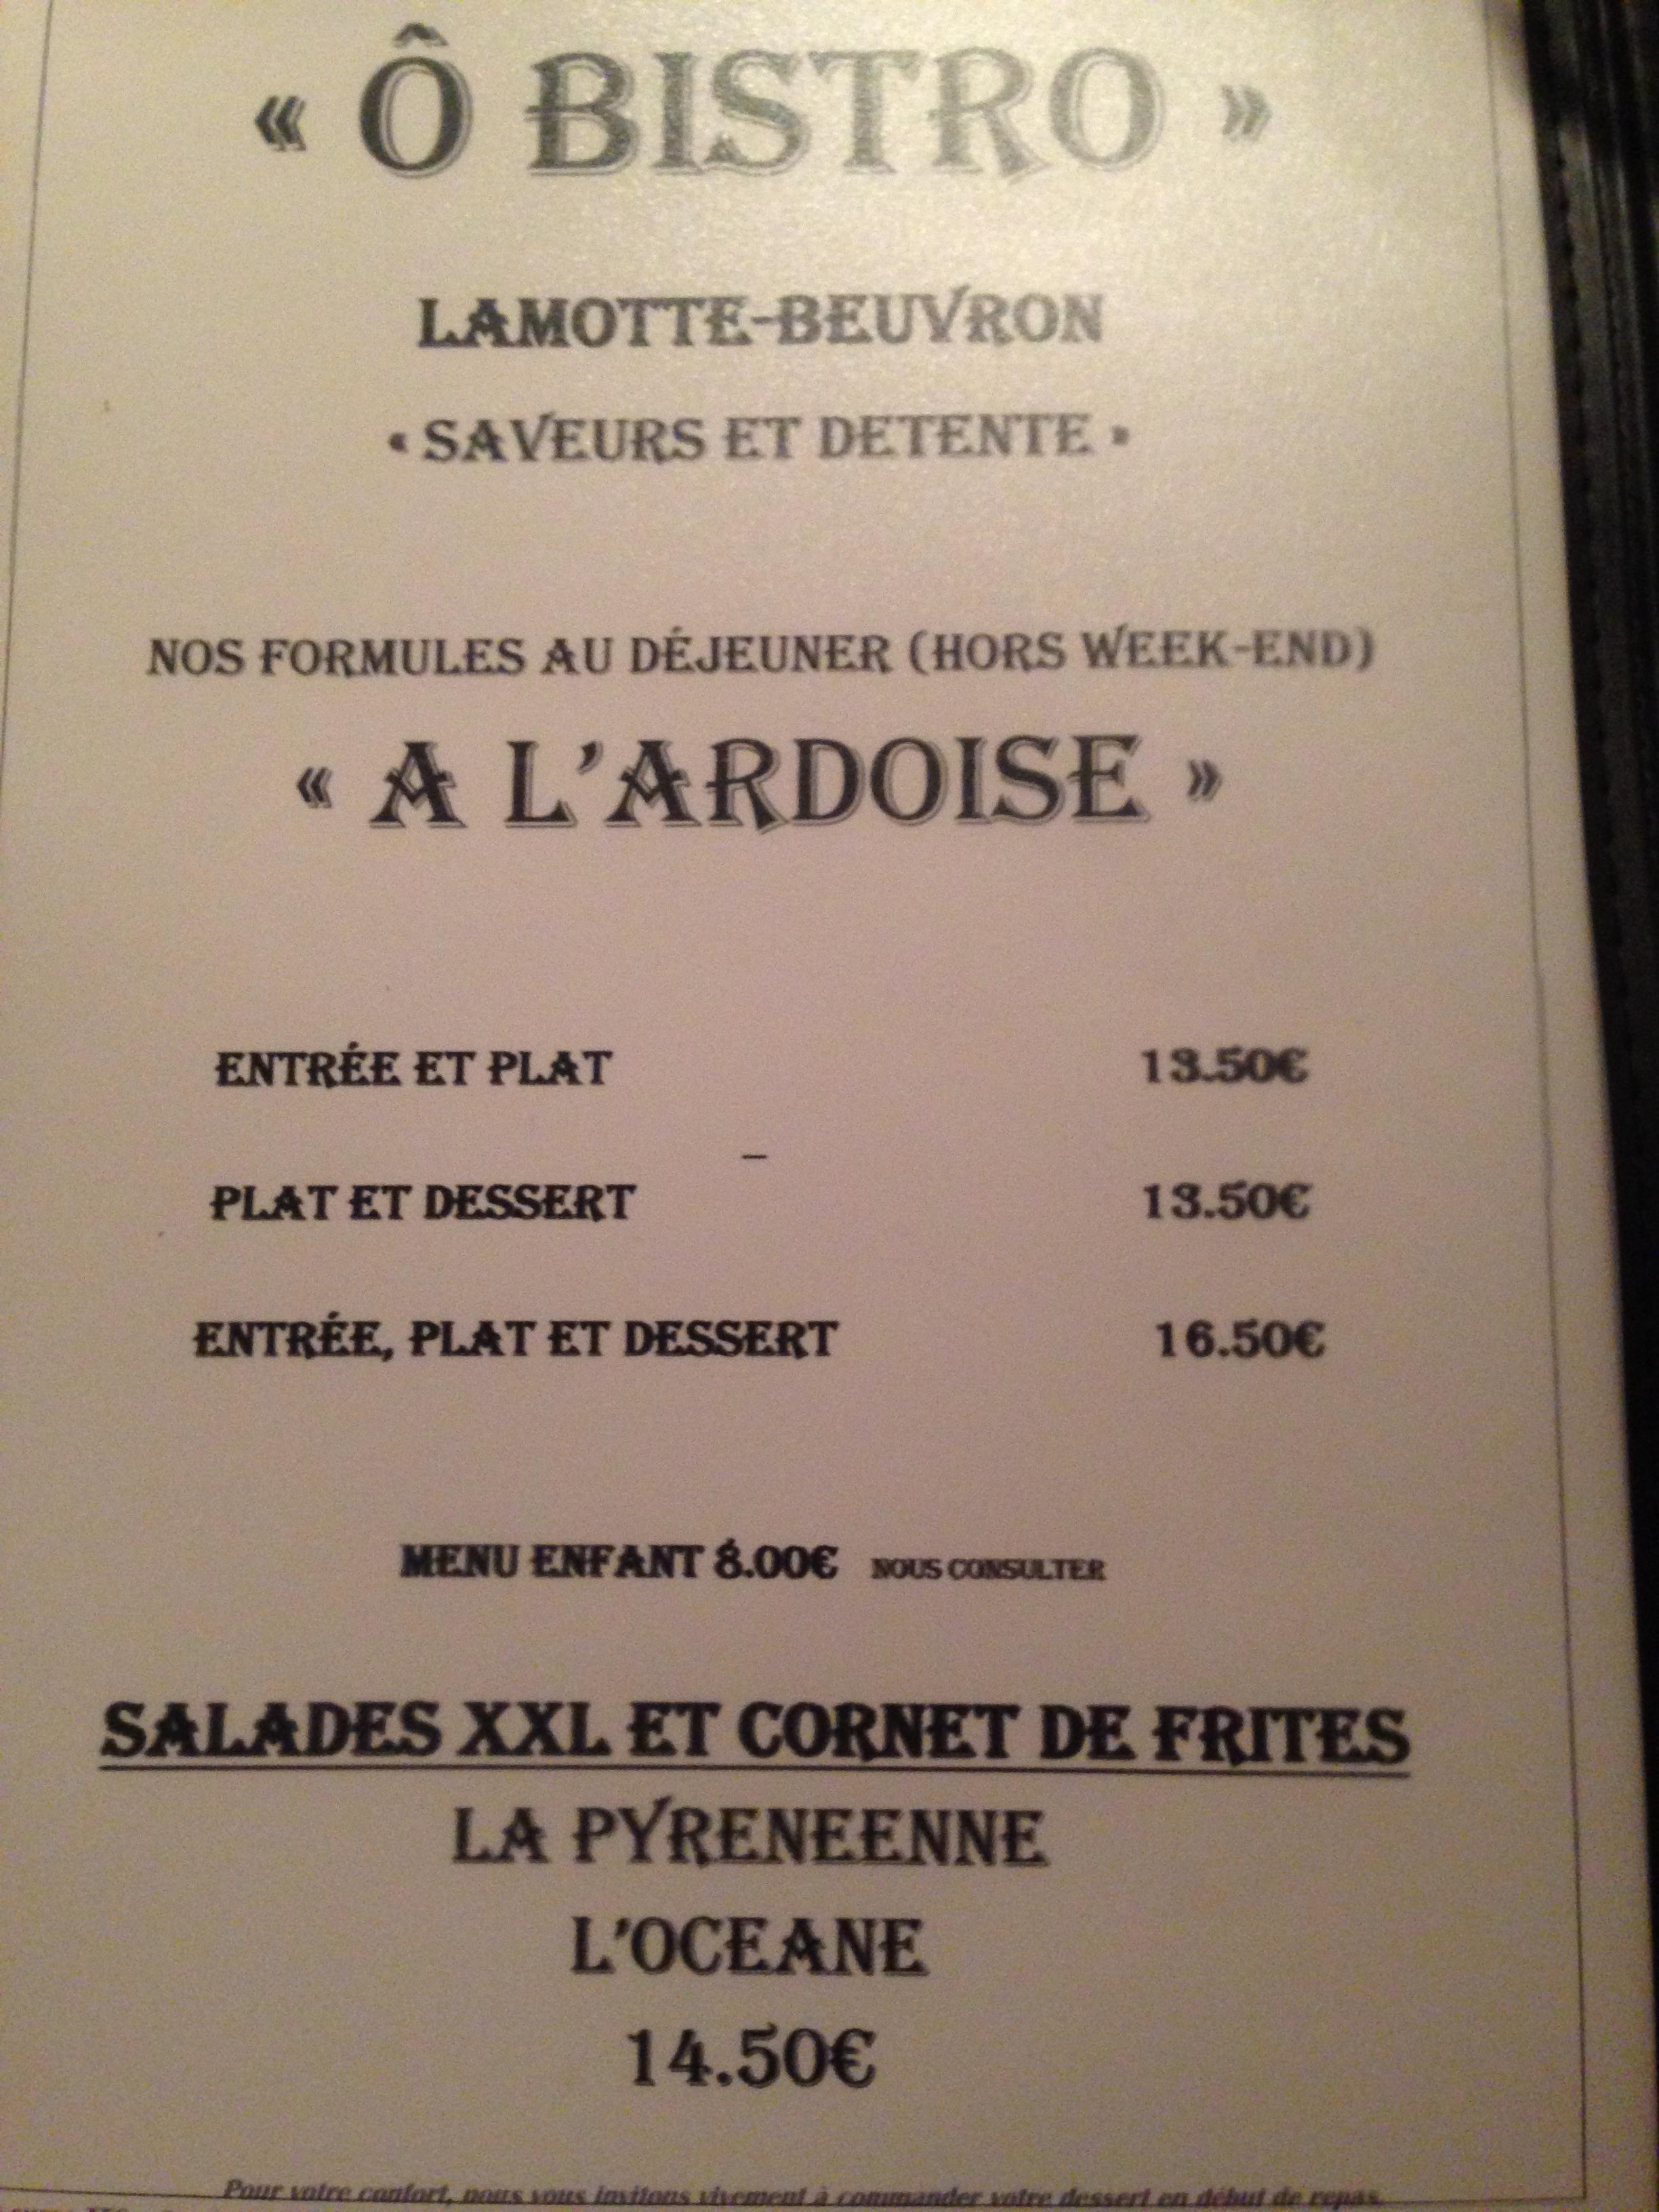 « Ô BISTRO »
LAMOTTE-BEUVRON
« SAVEURS ET DETENTE »
NOS FORMULES AU DÉJEUNER (HORS WEEK-END)
« A L'ARDOISE »
ENTRÉE ET PLAT 13.50€
–
PLAT ET DESSERT 13.50€
ENTRÉE, PLAT ET DESSERT 16.50€
MENU ENFANT 8.00€ NOUS CONSULTER
SALADES XXL ET CORNET DE FRITES
LA PYRENEENNE
L'OCEANE
14.50€
Pour votre confort, nous vous invitons vivement à commander votre dessert en début de repas